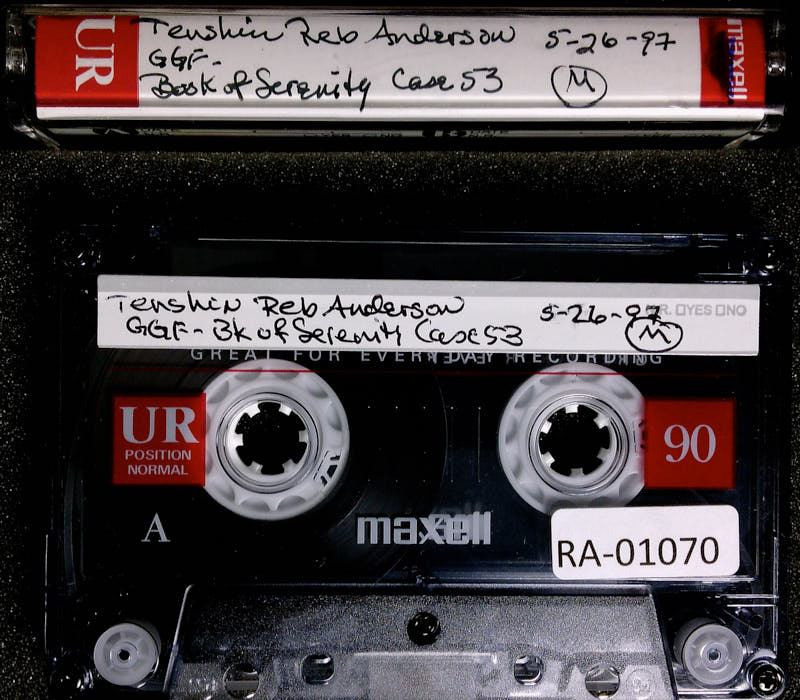 UR
Tenshin Reb Anderson 5-26-97
GGF-
Book of Serenity Case 53 M
maxell
Tenshin Reb Anderson 5-26-97
GGF-Bk of Serenity Case 53 M
YES NO
GREAT FOR EVERYDAY RECORDING
UR
POSITION
NORMAL
90
A
maxell
RA-01070